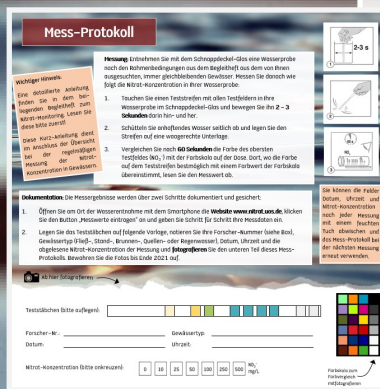 Mess-Protokoll
Messung: Entnehmen Sie mit dem Schnappdeckel-Glas eine Wasserprobe
nach den Rahmenbedingungen aus dem Begleitheft aus dem von Ihnen
ausgesuchten, immer gleichbleibenden Gewässer. Messen Sie danach wie
folgt die Nitrat-Konzentration in Ihrer Wasserprobe:
1. Tauchen Sie einen Teststreifen mit allen Testfeldern in Ihre
Wasserprobe im Schnappdeckel-Glas und bewegen Sie ihn 2 – 3
Sekunden darin hin- und her.
2. Schütteln Sie anhaftendes Wasser seitlich ab und legen Sie den
Streifen auf eine waagerechte Unterlage.
3. Vergleichen Sie nach 60 Sekunden die Farbe des obersten
Testfeldes (NO₃⁻) mit der Farbskala auf der Dose. Dort, wo die Farbe
auf dem Teststreifen bestmöglich mit einem Farbwert der Farbskala
übereinstimmt, lesen Sie den Messwert ab.
Wichtiger Hinweis:
Eine detailierte Anleitung
finden Sie in dem bei-
liegenden Begleitheft zum
Nitrat-Monitoring. Lesen Sie
diese bitte zuerst!
Diese Kurz-Anleitung dient
im Anschluss der Übersicht
bei der regelmäßigen
Messung der Nitrat-
Konzentration in Gewässern.
2-3 s
1
2
3
Dokumentation: Die Messergebnisse werden über zwei Schritte dokumentiert und gesichert:
1. Öffnen Sie am Ort der Wasserentnahme mit dem Smartphone die Website www.nitrat.uos.de, klicken
Sie den Button „Messwerte eintragen" an und geben Sie Schritt für Schritt Ihre Messdaten ein.
2. Legen Sie das Teststäbchen auf folgende Vorlage, notieren Sie Ihre Forscher-Nummer (siehe Box),
Gewässertyp (Fließ-, Stand-, Brunnen-, Quellen- oder Regenwasser), Datum, Uhrzeit und die
abgelesene Nitrat-Konzentration der Messung und fotografieren Sie den unteren Teil dieses Mess-
Protokolls. Bewahren Sie die Fotos bis Ende 2021 auf.
Sie können die Felder
Datum, Uhrzeit und
Nitrat-Konzentration
nach jeder Messung
mit einem feuchten
Tuch abwischen und
das Mess-Protokoll bei
der nächsten Messung
erneut verwenden.
ab hier fotografieren
Teststäbchen (bitte auflegen):
Forscher-Nr.:
Gewässertyp:
Datum:
Uhrzeit:
Nitrat-Konzentration (bitte ankreuzen):
0 10 25 50 100 250 500 NO₃⁻
mg/L
Farbskala zum
Farbvergleich
mitfotografieren